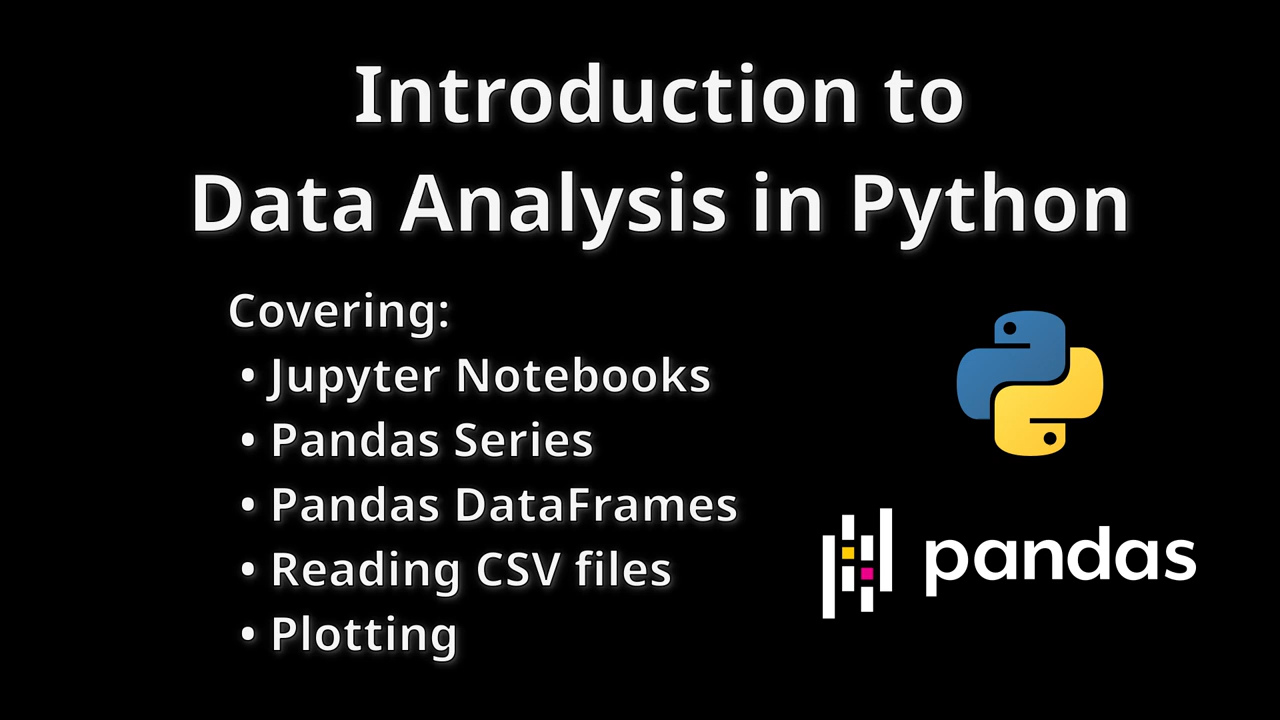 Introduction to
Data Analysis in Python
Covering:
• Jupyter Notebooks
• Pandas Series
• Pandas DataFrames
• Reading CSV files
• Plotting
pandas